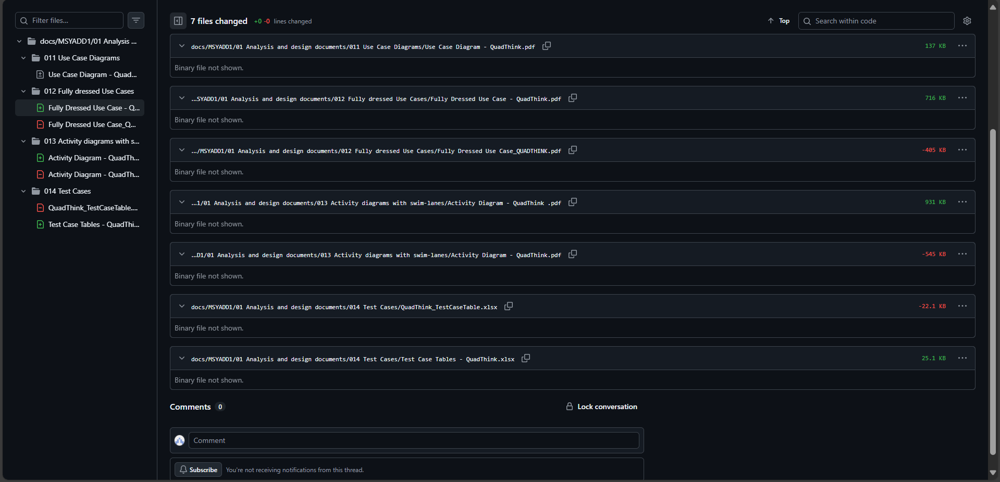 Filter files...
docs/MSYADD1/01 Analysis ...
011 Use Case Diagrams
Use Case Diagram - Quad...
012 Fully dressed Use Cases
Fully Dressed Use Case - Q...
Fully Dressed Use Case_Q...
013 Activity diagrams with s...
Activity Diagram - QuadTh...
Activity Diagram - QuadTh...
014 Test Cases
QuadThink_TestCaseTable....
Test Case Tables - QuadThi...
7 files changed +0 -0 lines changed
Top
Search within code
docs/MSYADD1/01 Analysis and design documents/011 Use Case Diagrams/Use Case Diagram - QuadThink.pdf 137 KB
Binary file not shown.
...SYADD1/01 Analysis and design documents/012 Fully dressed Use Cases/Fully Dressed Use Case - QuadThink.pdf 716 KB
Binary file not shown.
.../MSYADD1/01 Analysis and design documents/012 Fully dressed Use Cases/Fully Dressed Use Case_QUADTHINK.pdf -405 KB
Binary file not shown.
...1/01 Analysis and design documents/013 Activity diagrams with swim-lanes/Activity Diagram - QuadThink .pdf 931 KB
Binary file not shown.
...D1/01 Analysis and design documents/013 Activity diagrams with swim-lanes/Activity Diagram - QuadThink.pdf -545 KB
Binary file not shown.
docs/MSYADD1/01 Analysis and design documents/014 Test Cases/QuadThink_TestCaseTable.xlsx -22.1 KB
Binary file not shown.
docs/MSYADD1/01 Analysis and design documents/014 Test Cases/Test Case Tables - QuadThink.xlsx 25.1 KB
Binary file not shown.
Comments 0
Lock conversation
Comment
Subscribe You're not receiving notifications from this thread.